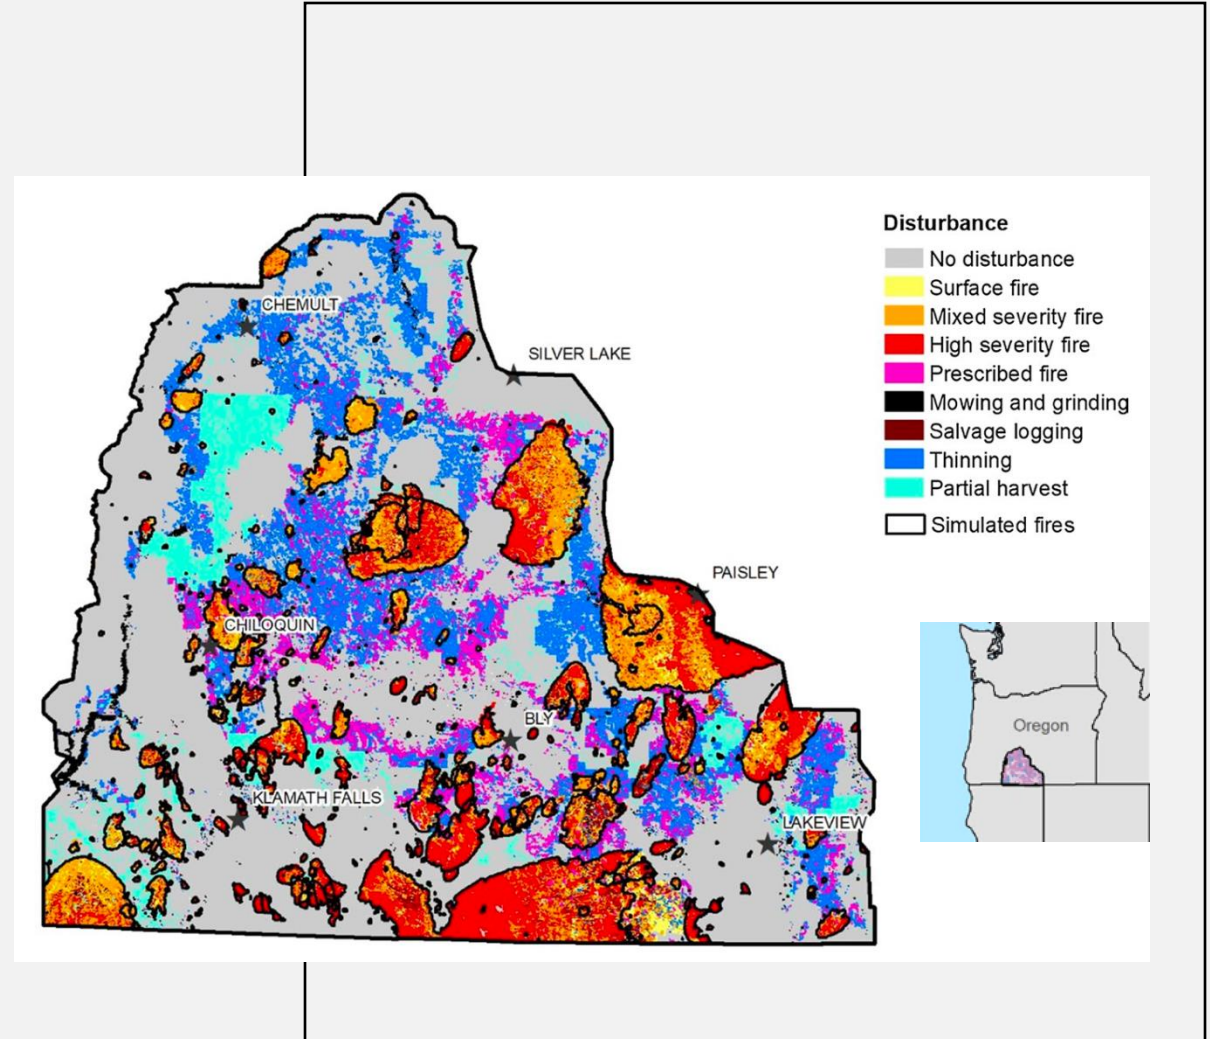 CHEMULT
SILVER LAKE
PAISLEY
CHILOQUIN
BLY
KLAMATH FALLS
LAKEVIEW
Disturbance
No disturbance
Surface fire
Mixed severity fire
High severity fire
Prescribed fire
Mowing and grinding
Salvage logging
Thinning
Partial harvest
Simulated fires
Oregon